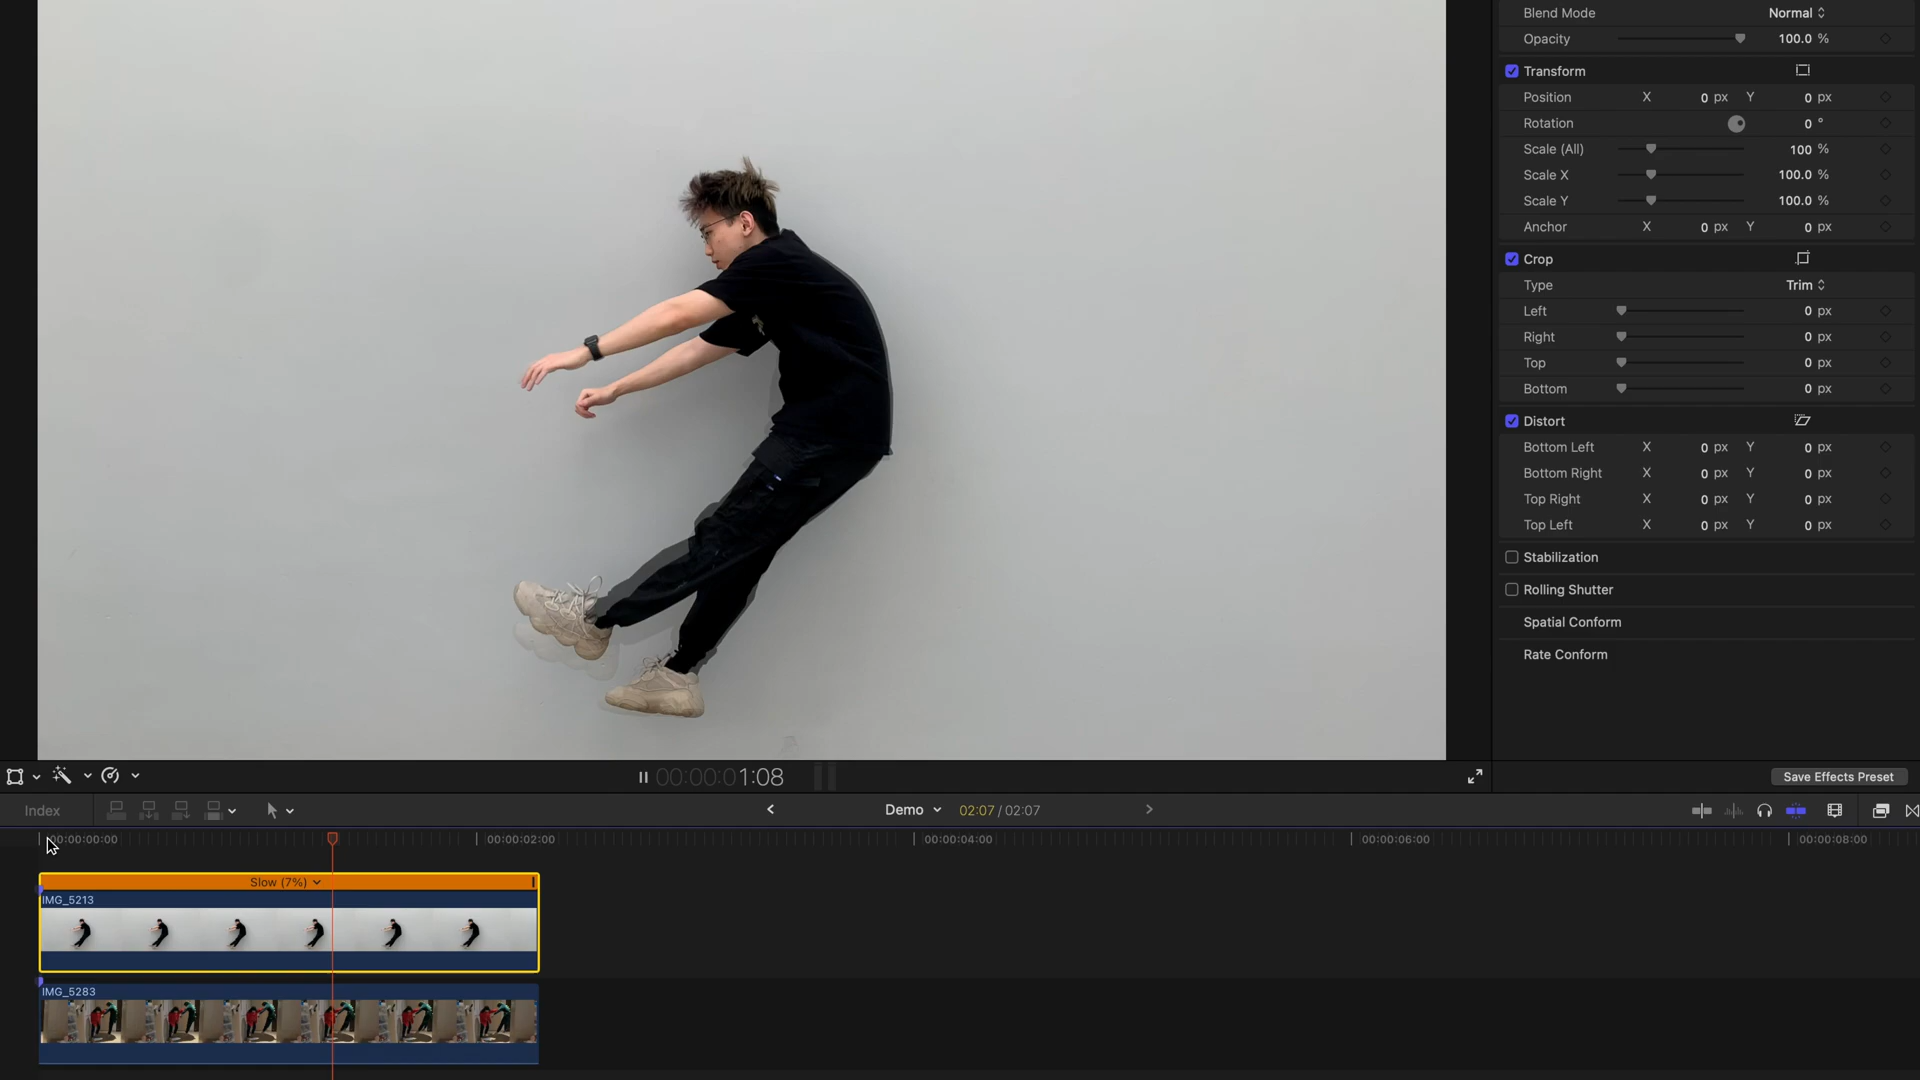 Blend Mode Normal
Opacity 100.0 %
Transform
Position X 0 px Y 0 px
Rotation 0 °
Scale (All) 100 %
Scale X 100.0 %
Scale Y 100.0 %
Anchor X 0 px Y 0 px
Crop
Type Trim
Left 0 px
Right 0 px
Top 0 px
Bottom 0 px
Distort
Bottom Left X 0 px Y 0 px
Bottom Right X 0 px Y 0 px
Top Right X 0 px Y 0 px
Top Left X 0 px Y 0 px
Stabilization
Rolling Shutter
Spatial Conform
Rate Conform
00:00:01:08
Save Effects Preset
Index
Demo 02:07 / 02:07
00:00:00:00 00:00:02:00 00:00:04:00 00:00:06:00 00:00:08:00
Slow (7%)
IMG_5213
IMG_5283